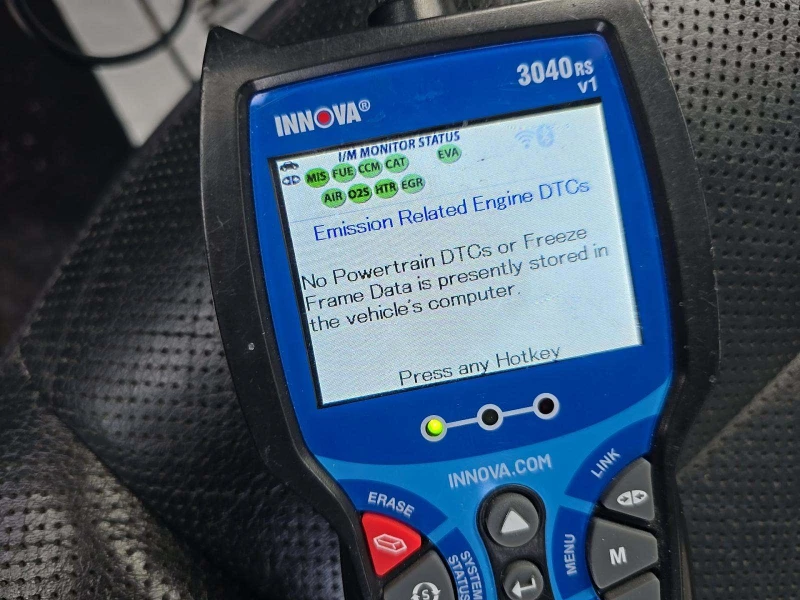 3040RS
v1
INNOVA®
I/M MONITOR STATUS
MIS FUE CCM CAT EVA
AIR O2S HTR EGR
Emission Related Engine DTCs
No Powertrain DTCs or Freeze
Frame Data is presently stored in
the vehicle's computer.
Press any Hotkey
INNOVA.COM
LINK
ERASE
SYSTEM
STATUS
MENU
M
S